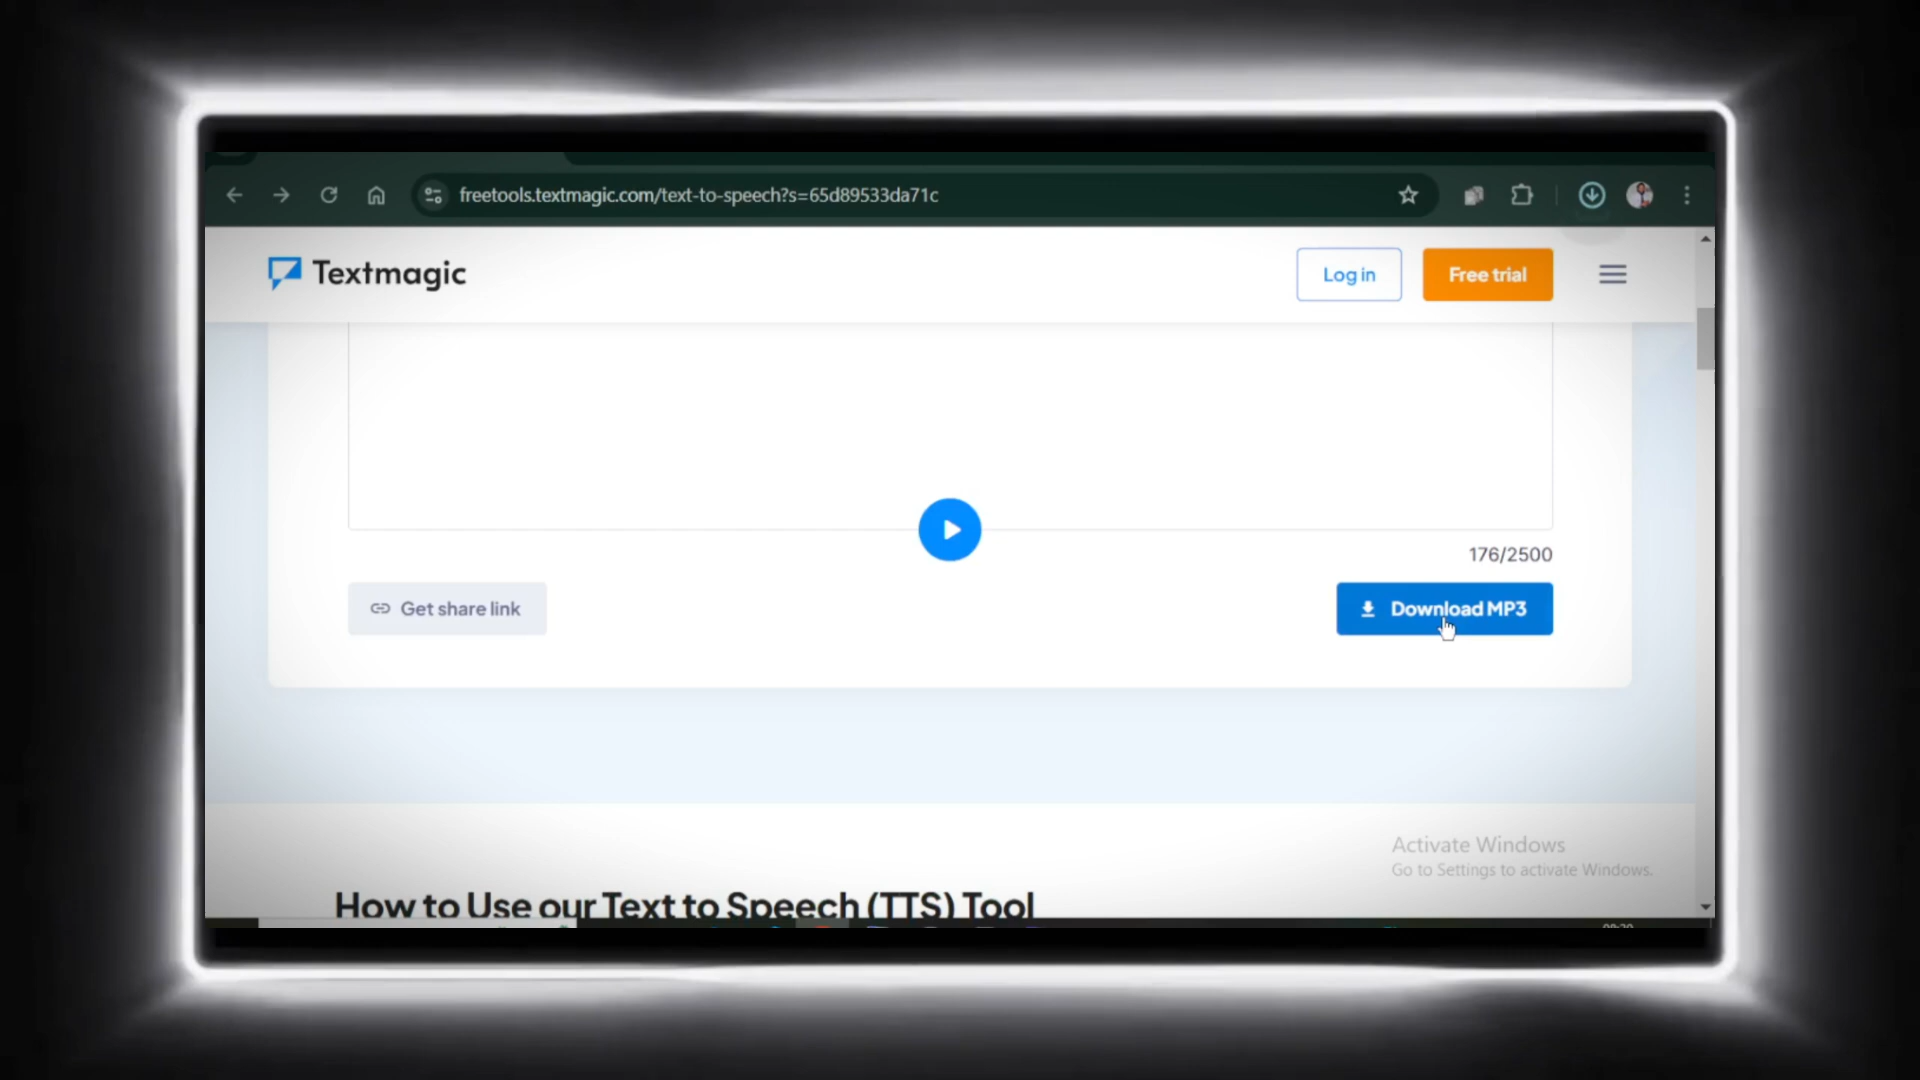 freetools.textmagic.com/text-to-speech?s=65d89533da71c
Textmagic
Log in
Free trial
176/2500
Get share link
Download MP3
Activate Windows
Go to Settings to activate Windows.
How to Use our Text to Speech (TTS) Tool